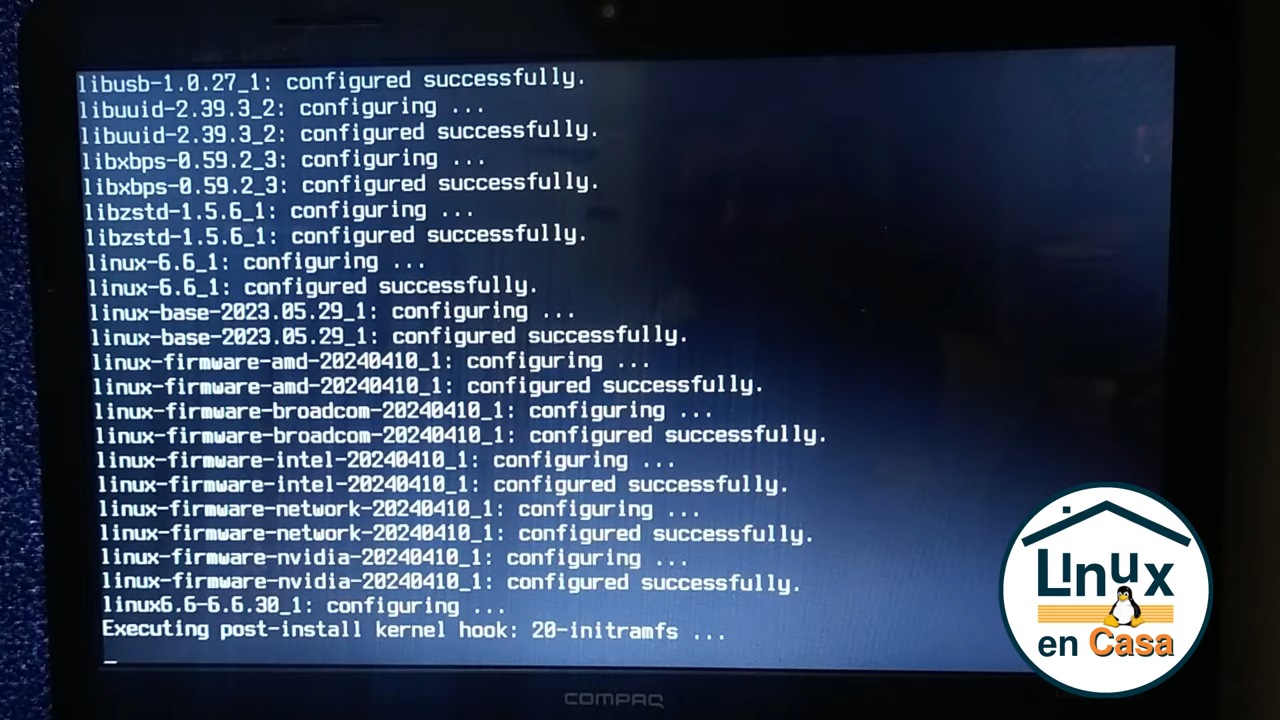 libusb-1.0.27_1: configured successfully.
libuuid-2.39.3_2: configuring ...
libuuid-2.39.3_2: configured successfully.
libxbps-0.59.2_3: configuring ...
libxbps-0.59.2_3: configured successfully.
libzstd-1.5.6_1: configuring ...
libzstd-1.5.6_1: configured successfully.
linux-6.6_1: configuring ...
linux-6.6_1: configured successfully.
linux-base-2023.05.29_1: configuring ...
linux-base-2023.05.29_1: configured successfully.
linux-firmware-amd-20240410_1: configuring ...
linux-firmware-amd-20240410_1: configured successfully.
linux-firmware-broadcom-20240410_1: configuring ...
linux-firmware-broadcom-20240410_1: configured successfully.
linux-firmware-intel-20240410_1: configuring ...
linux-firmware-intel-20240410_1: configured successfully.
linux-firmware-network-20240410_1: configuring ...
linux-firmware-network-20240410_1: configured successfully.
linux-firmware-nvidia-20240410_1: configuring ...
linux-firmware-nvidia-20240410_1: configured successfully.
linux6.6-6.6.30_1: configuring ...
Executing post-install kernel hook: 20-initramfs ...
_
COMPAQ
Linux
en Casa